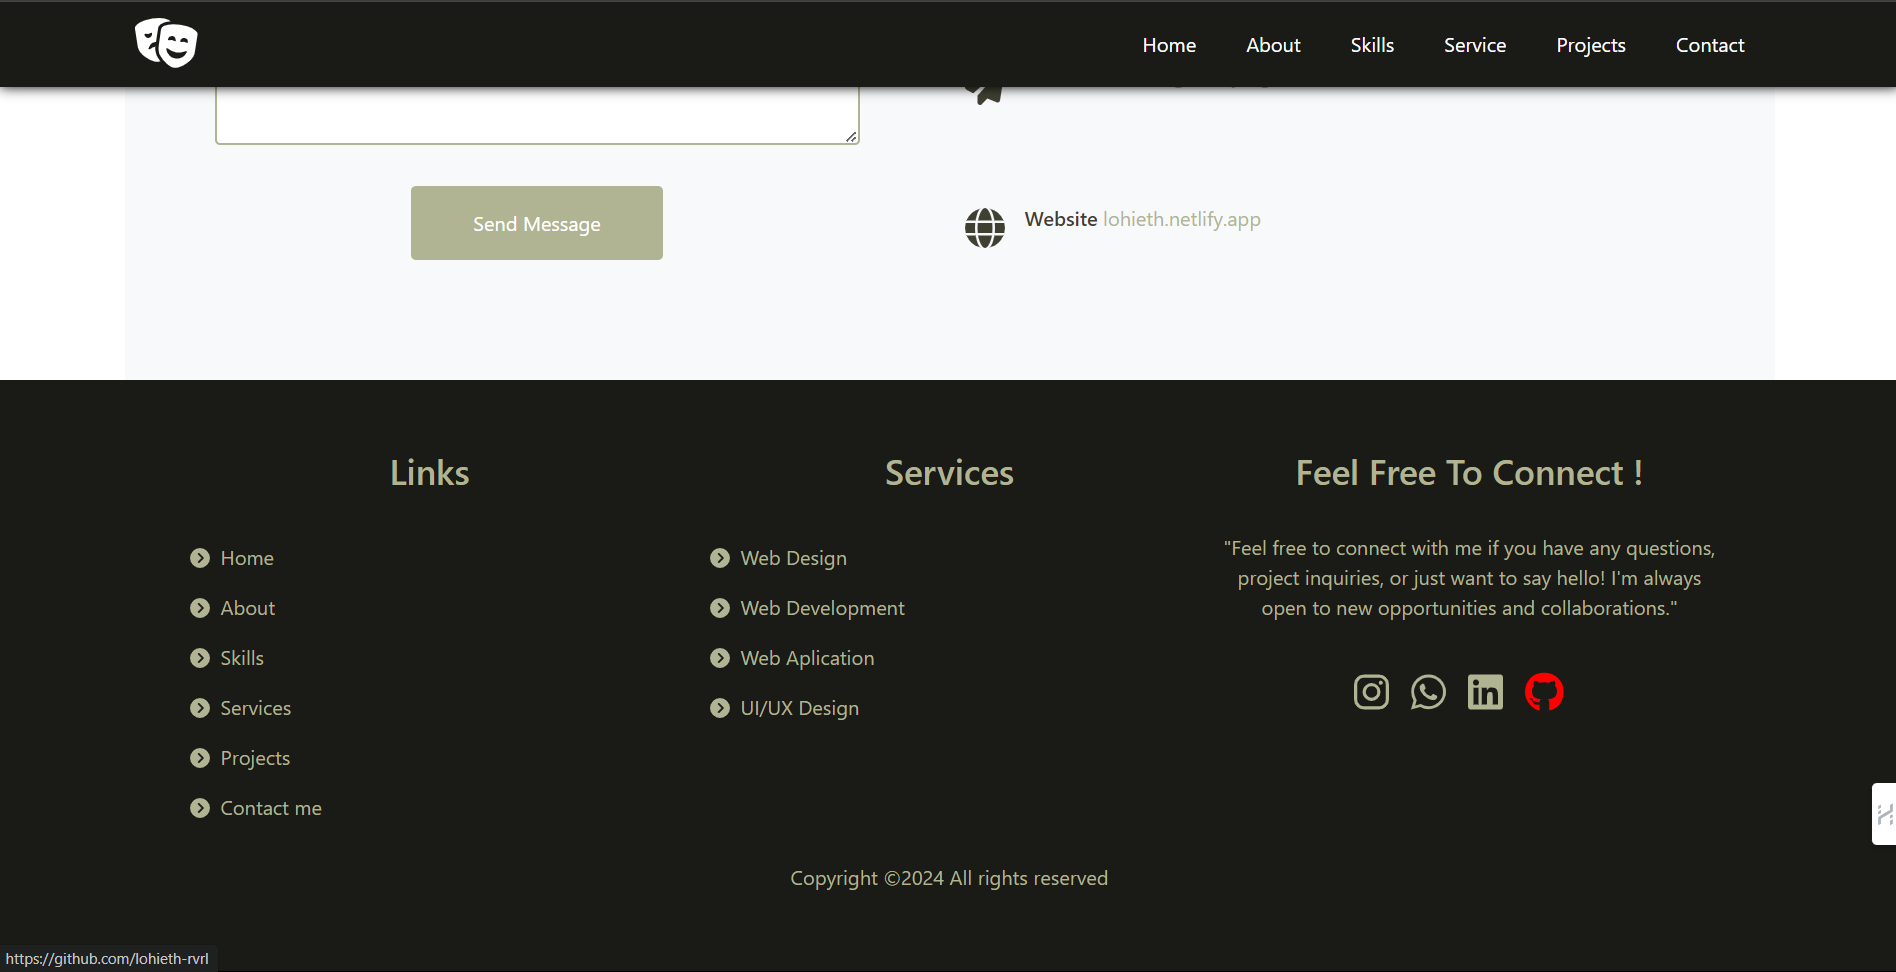 Home About Skills Service Projects Contact
Send Message
Website lohieth.netlify.app
Links
Home
About
Skills
Services
Projects
Contact me
Services
Web Design
Web Development
Web Aplication
UI/UX Design
Feel Free To Connect !
"Feel free to connect with me if you have any questions,
project inquiries, or just want to say hello! I'm always
open to new opportunities and collaborations."
Copyright ©2024 All rights reserved
https://github.com/lohieth-rvrl